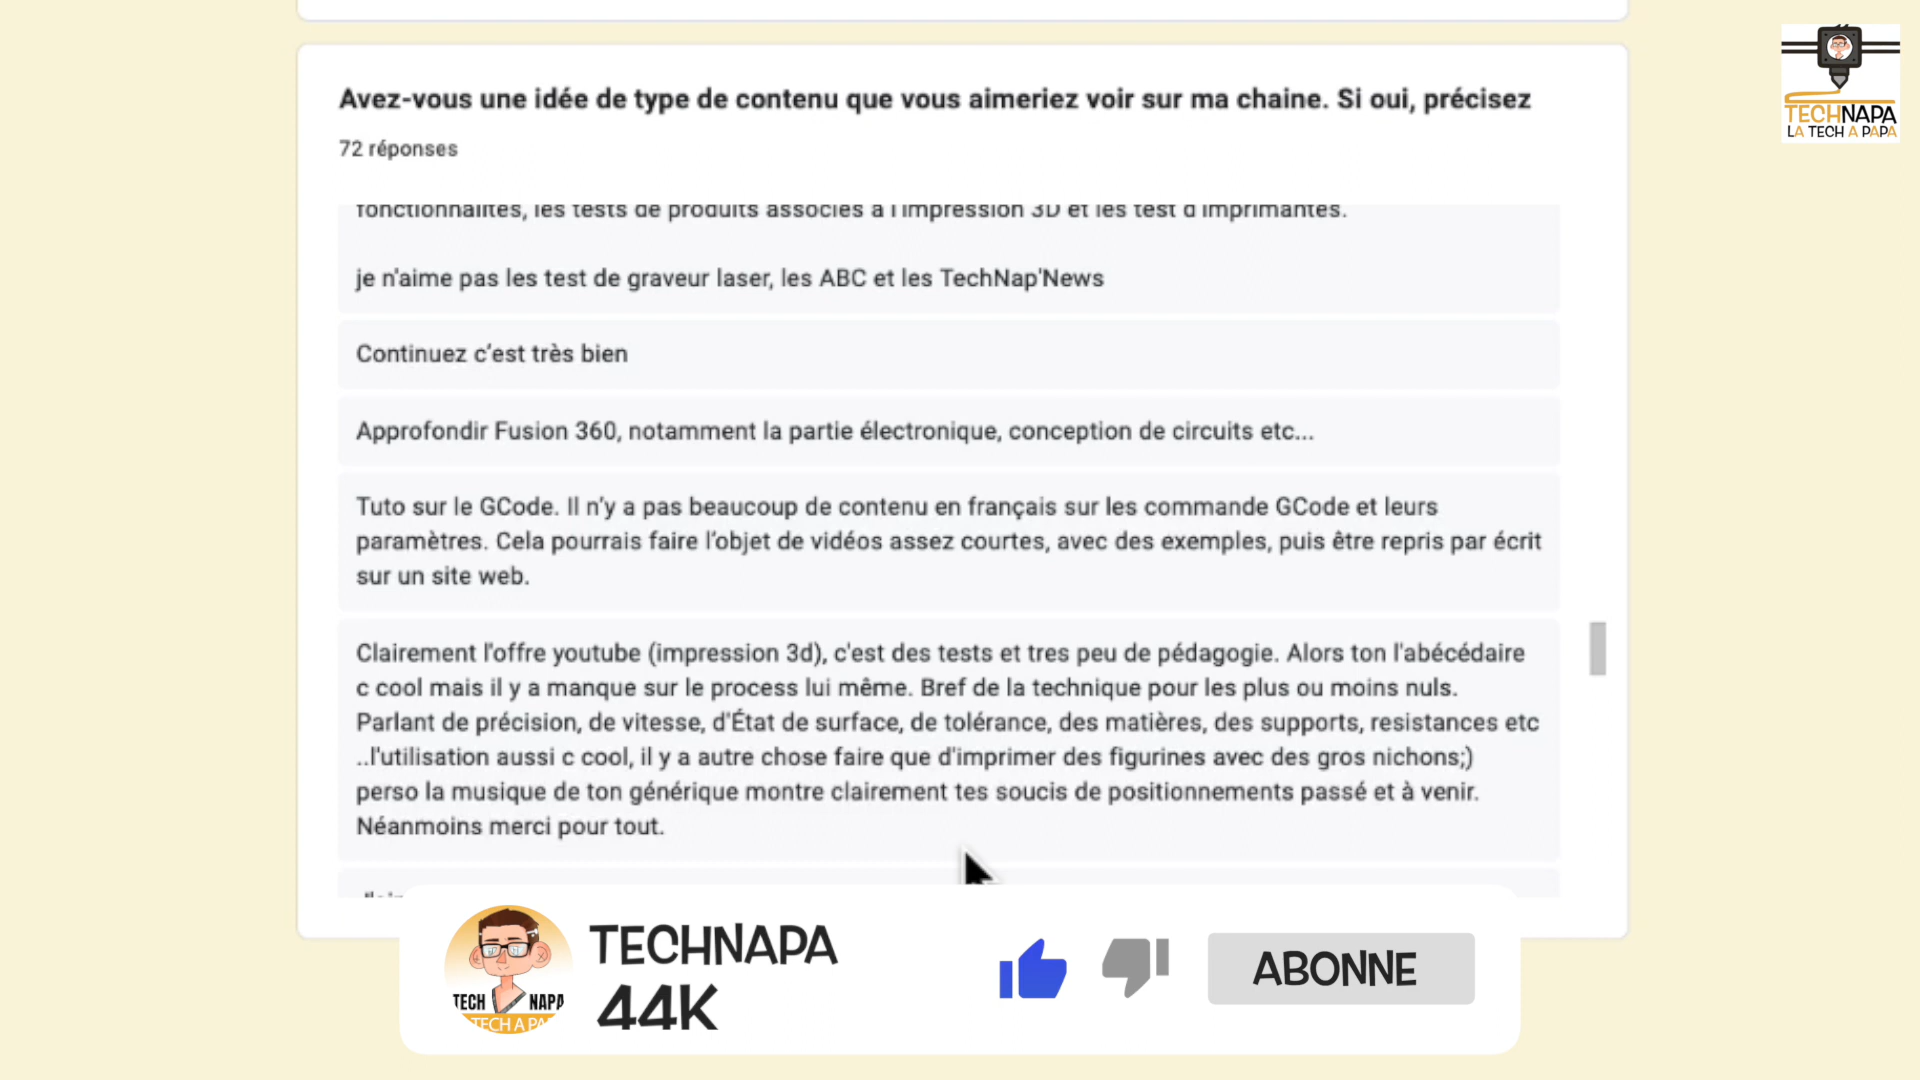 Avez-vous une idée de type de contenu que vous aimeriez voir sur ma chaine. Si oui, précisez
72 réponses
fonctionnalités, les tests de produits associés à l'impression 3D et les test d'imprimantes.
je n'aime pas les test de graveur laser, les ABC et les TechNap'News
Continuez c’est très bien
Approfondir Fusion 360, notamment la partie électronique, conception de circuits etc...
Tuto sur le GCode. Il n’y a pas beaucoup de contenu en français sur les commande GCode et leurs
paramètres. Cela pourrais faire l’objet de vidéos assez courtes, avec des exemples, puis être repris par écrit
sur un site web.
Clairement l'offre youtube (impression 3d), c'est des tests et tres peu de pédagogie. Alors ton l'abécédaire
c cool mais il y a manque sur le process lui même. Bref de la technique pour les plus ou moins nuls.
Parlant de précision, de vitesse, d'État de surface, de tolérance, des matières, des supports, resistances etc
..l'utilisation aussi c cool, il y a autre chose faire que d'imprimer des figurines avec des gros nichons;)
perso la musique de ton générique montre clairement tes soucis de positionnements passé et à venir.
Néanmoins merci pour tout.
TECHNAPA
LA TECH A PAPA
TECH NAPA
TECH A PA
TECHNAPA
44K
ABONNE